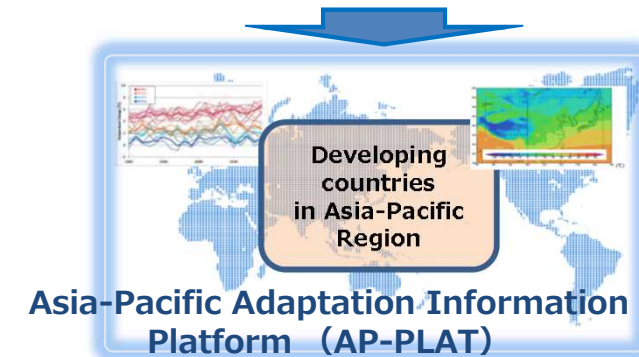 Developing
countries
in Asia-Pacific
Region
Asia-Pacific Adaptation Information
Platform （AP-PLAT）